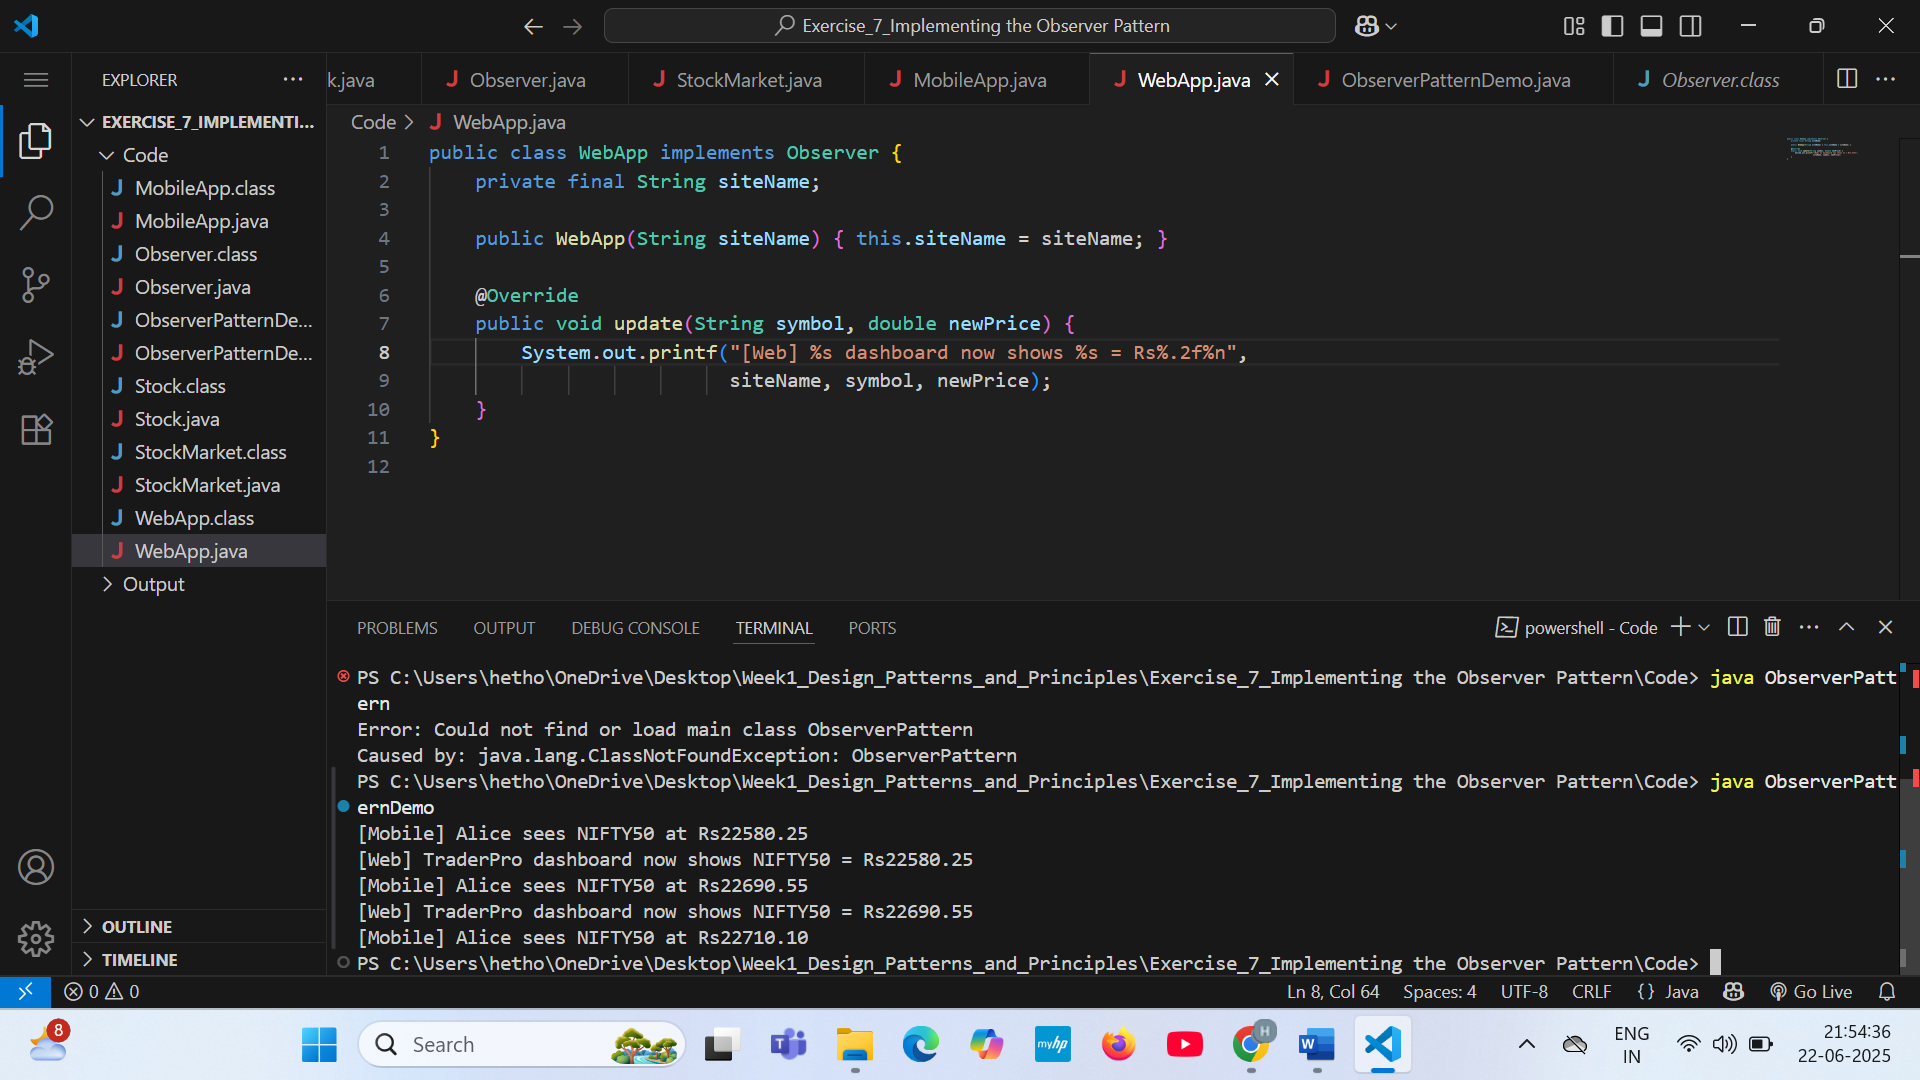 Exercise_7_Implementing the Observer Pattern
EXPLORER
k.java
Observer.java
StockMarket.java
MobileApp.java
WebApp.java
ObserverPatternDemo.java
Observer.class
EXERCISE_7_IMPLEMENTI...
Code
MobileApp.class
MobileApp.java
Observer.class
Observer.java
ObserverPatternDe...
ObserverPatternDe...
Stock.class
Stock.java
StockMarket.class
StockMarket.java
WebApp.class
WebApp.java
Output
OUTLINE
TIMELINE
Code > WebApp.java
1 public class WebApp implements Observer {
2 private final String siteName;
3
4 public WebApp(String siteName) { this.siteName = siteName; }
5
6 @Override
7 public void update(String symbol, double newPrice) {
8 System.out.printf("[Web] %s dashboard now shows %s = Rs%.2f%n",
9 siteName, symbol, newPrice);
10 }
11 }
12
PROBLEMS OUTPUT DEBUG CONSOLE TERMINAL PORTS
powershell - Code
PS C:\Users\hetho\OneDrive\Desktop\Week1_Design_Patterns_and_Principles\Exercise_7_Implementing the Observer Pattern\Code> java ObserverPatt
ern
Error: Could not find or load main class ObserverPattern
Caused by: java.lang.ClassNotFoundException: ObserverPattern
PS C:\Users\hetho\OneDrive\Desktop\Week1_Design_Patterns_and_Principles\Exercise_7_Implementing the Observer Pattern\Code> java ObserverPatt
ernDemo
[Mobile] Alice sees NIFTY50 at Rs22580.25
[Web] TraderPro dashboard now shows NIFTY50 = Rs22580.25
[Mobile] Alice sees NIFTY50 at Rs22690.55
[Web] TraderPro dashboard now shows NIFTY50 = Rs22690.55
[Mobile] Alice sees NIFTY50 at Rs22710.10
PS C:\Users\hetho\OneDrive\Desktop\Week1_Design_Patterns_and_Principles\Exercise_7_Implementing the Observer Pattern\Code>
0 0
Ln 8, Col 64 Spaces: 4 UTF-8 CRLF {} Java Go Live
8
Search
myhp
H
ENG
IN
21:54:36
22-06-2025